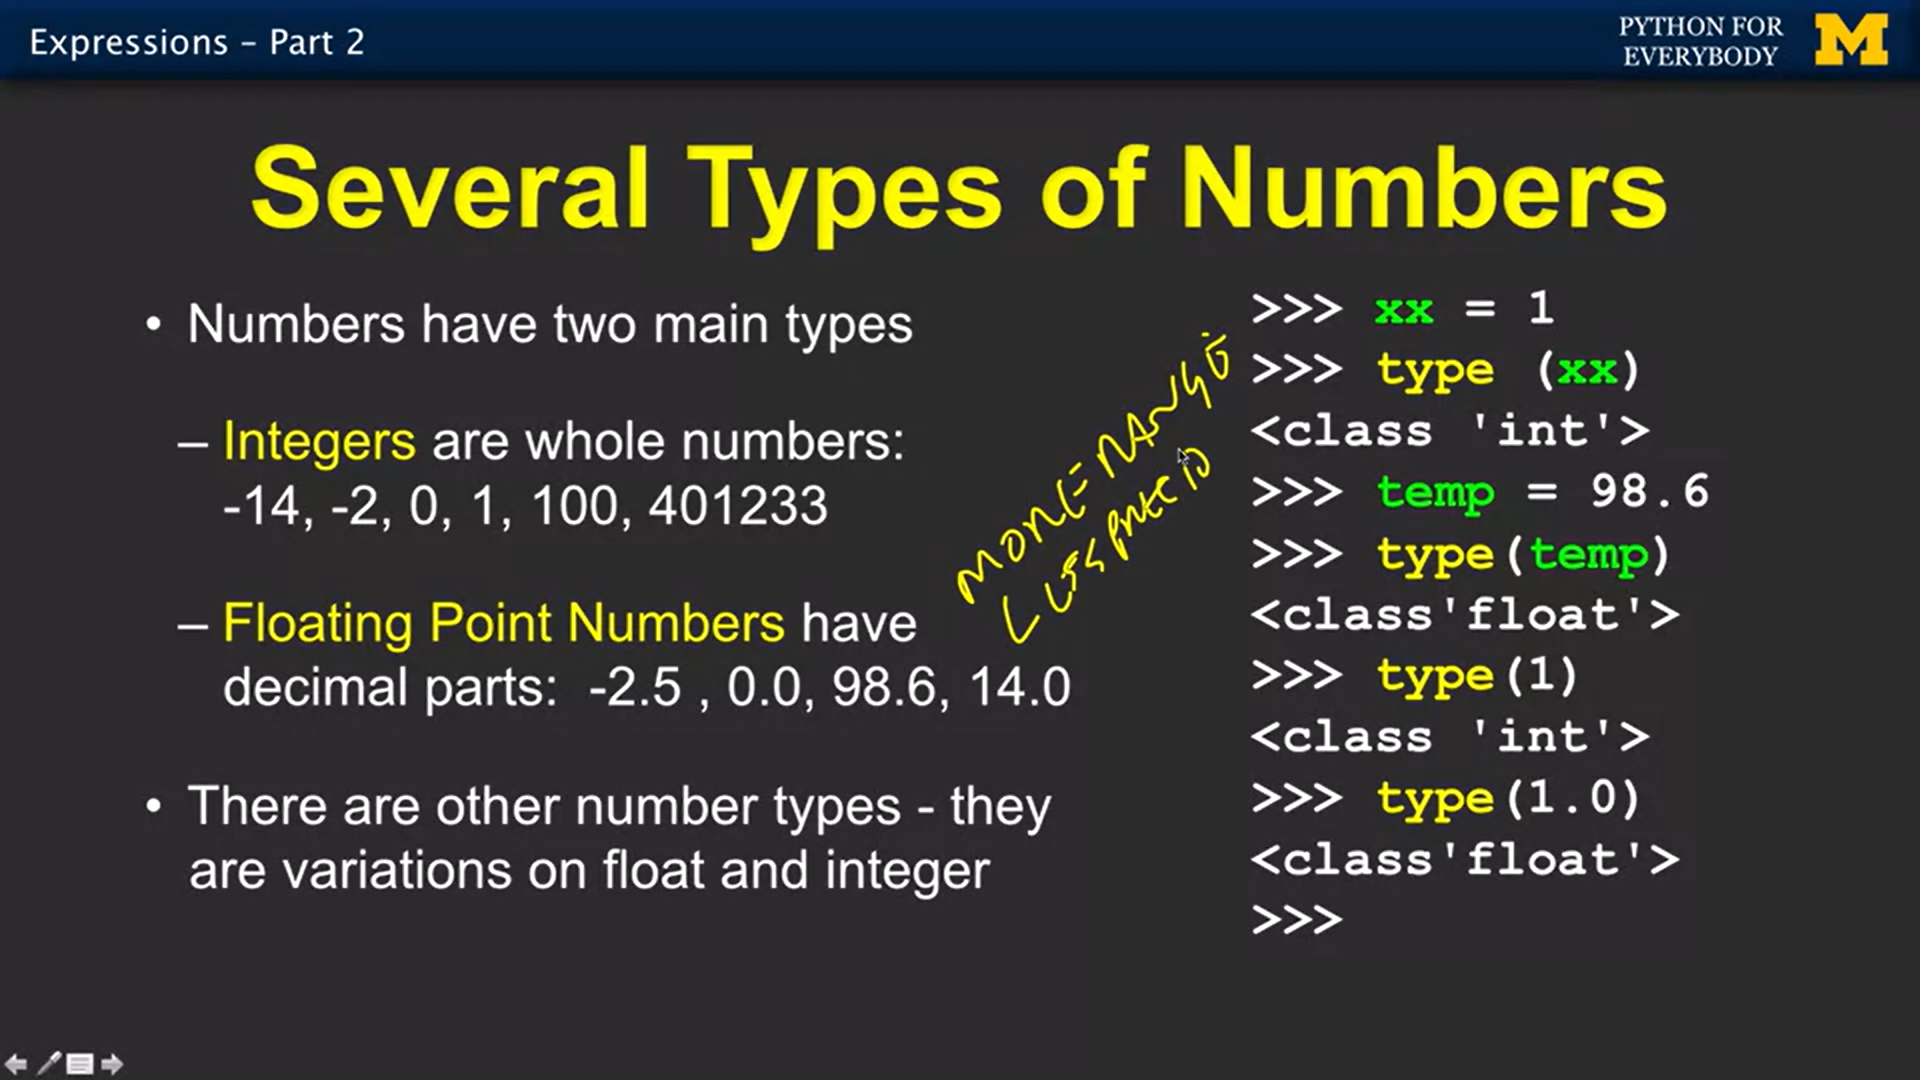 Expressions – Part 2
PYTHON FOR
EVERYBODY
M
Several Types of Numbers
• Numbers have two main types
– Integers are whole numbers:
-14, -2, 0, 1, 100, 401233
– Floating Point Numbers have
decimal parts:  -2.5 , 0.0, 98.6, 14.0
• There are other number types - they
are variations on float and integer
MORE RANGE
LESS
>>> xx = 1
>>> type (xx)
<class 'int'>
>>> temp = 98.6
>>> type(temp)
<class'float'>
>>> type(1)
<class 'int'>
>>> type(1.0)
<class'float'>
>>>